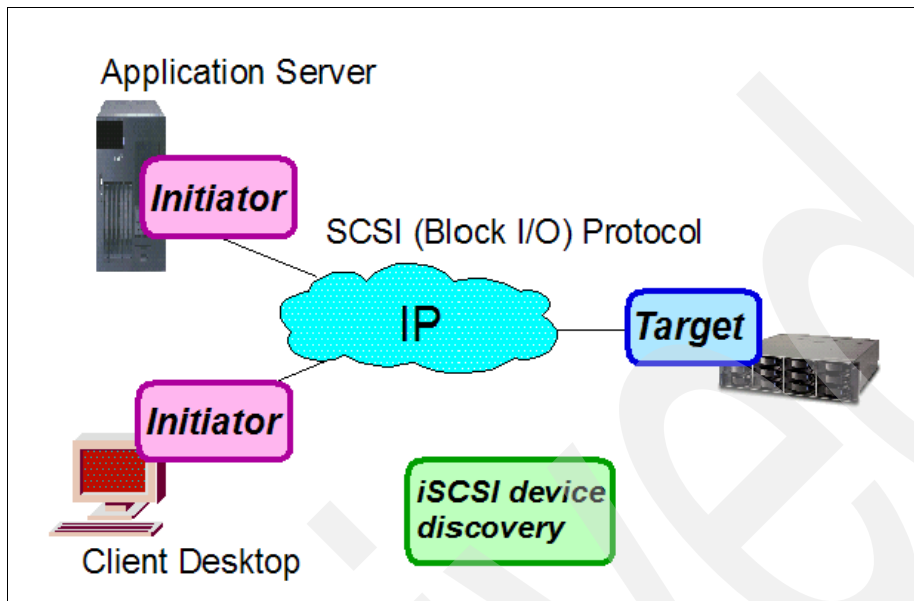 Application Server
Initiator
SCSI (Block I/O) Protocol
IP
Target
Initiator
iSCSI device
discovery
Client Desktop